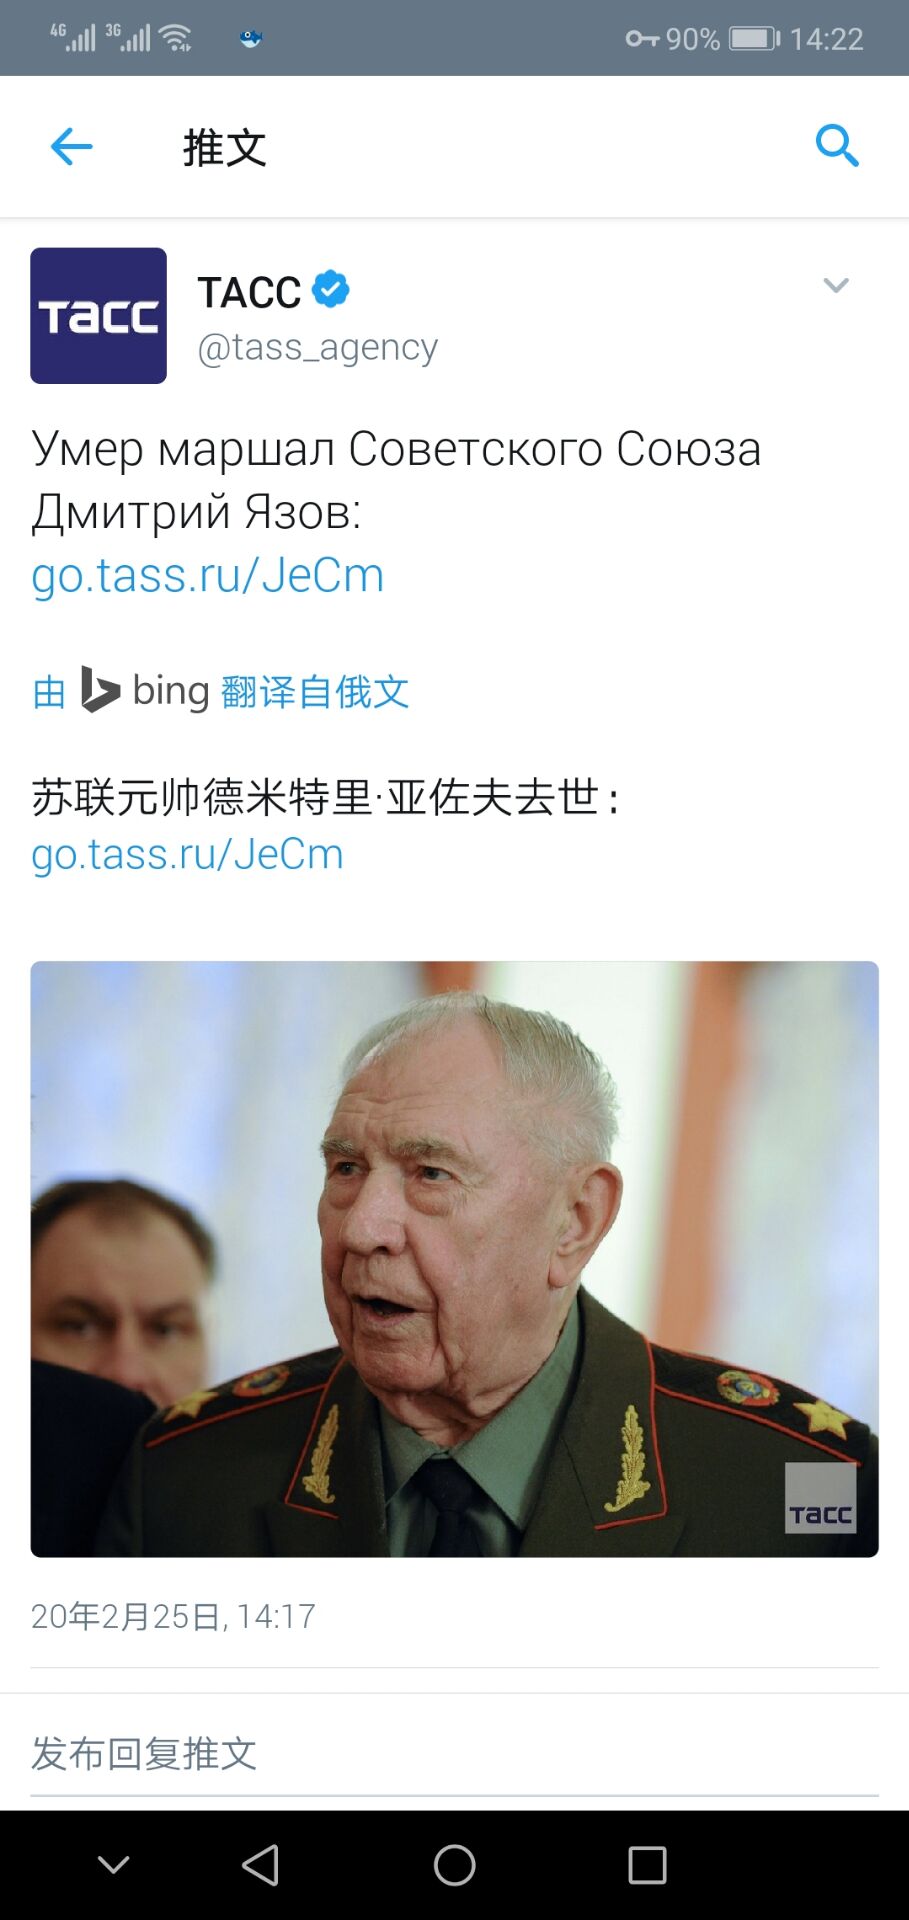 4G 3G 90% 14:22
推文
тасс
ТАСС
@tass_agency
Умер маршал Советского Союза
Дмитрий Язов:
go.tass.ru/JeCm
由 bing 翻译自俄文
苏联元帅德米特里·亚佐夫去世：
go.tass.ru/JeCm
тасс
20年2月25日, 14:17
发布回复推文